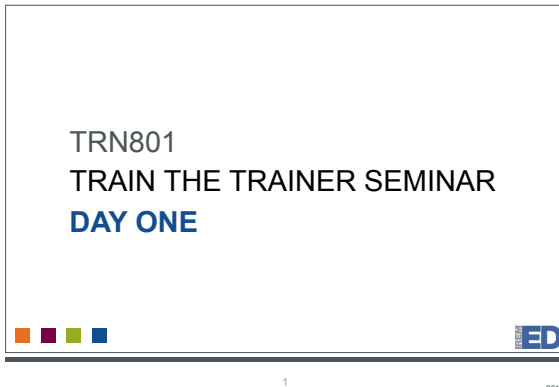 TRN801
TRAIN THE TRAINER SEMINAR
DAY ONE
IREM
ED
1